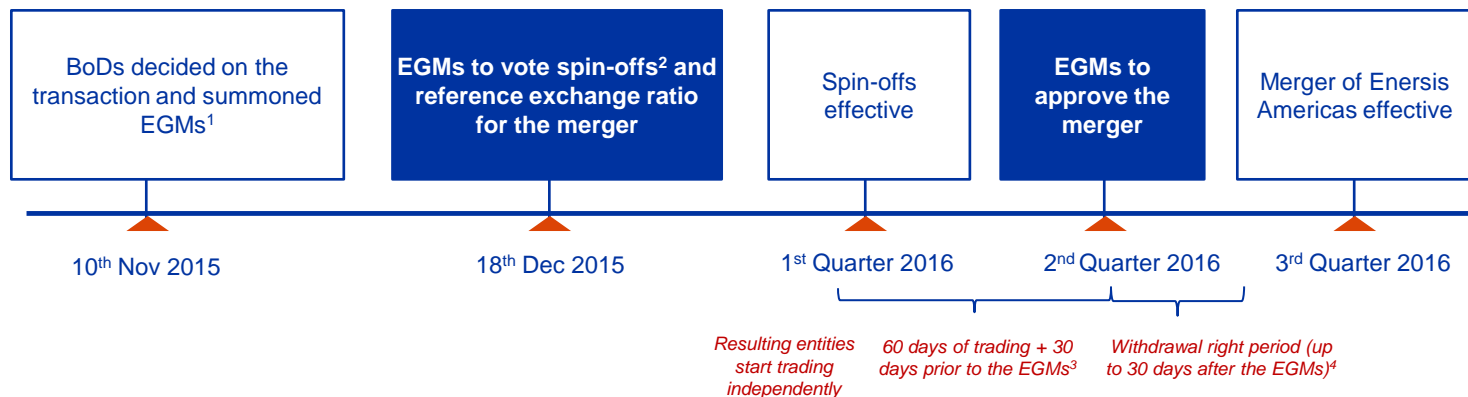 BoDs decided on the
transaction and summoned
EGMs¹
EGMs to vote spin-offs² and
reference exchange ratio
for the merger
Spin-offs
effective
EGMs to
approve the
merger
Merger of Enersis
Americas effective
10th Nov 2015
18th Dec 2015
1st Quarter 2016
2nd Quarter 2016
3rd Quarter 2016
Resulting entities
start trading
independently
60 days of trading + 30
days prior to the EGMs³
Withdrawal right period (up
to 30 days after the EGMs)⁴